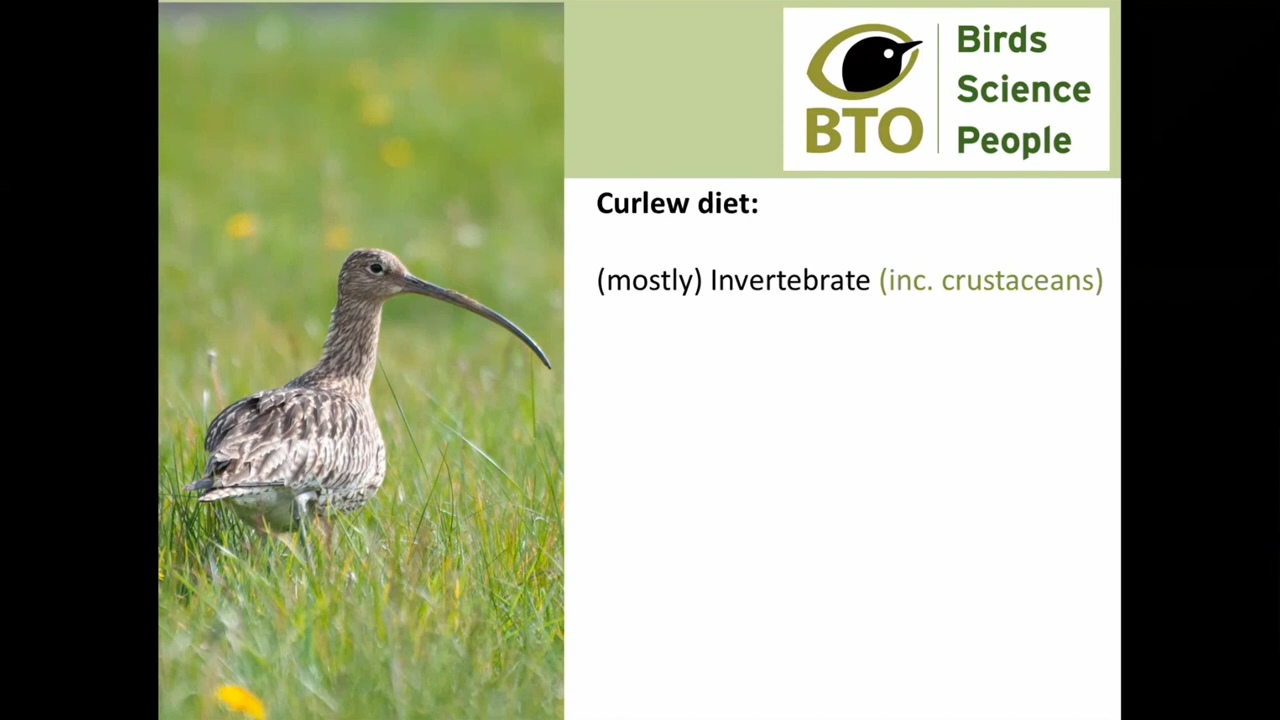 BTO
Birds
Science
People
Curlew diet:
(mostly) Invertebrate (inc. crustaceans)